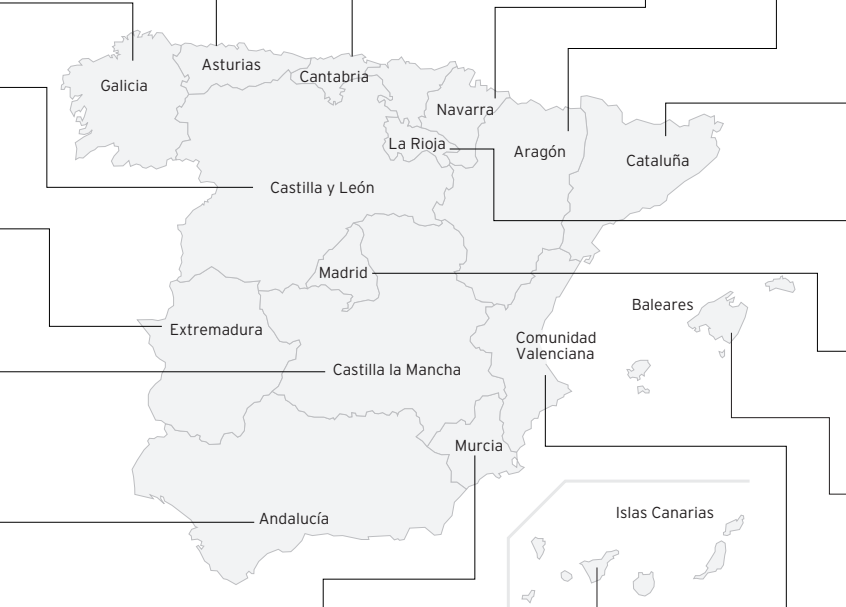 Asturias
Cantabria
Galicia
Navarra
La Rioja
Aragón
Cataluña
Castilla y León
Madrid
Baleares
Extremadura
Comunidad
Valenciana
Castilla la Mancha
Murcia
Islas Canarias
Andalucía